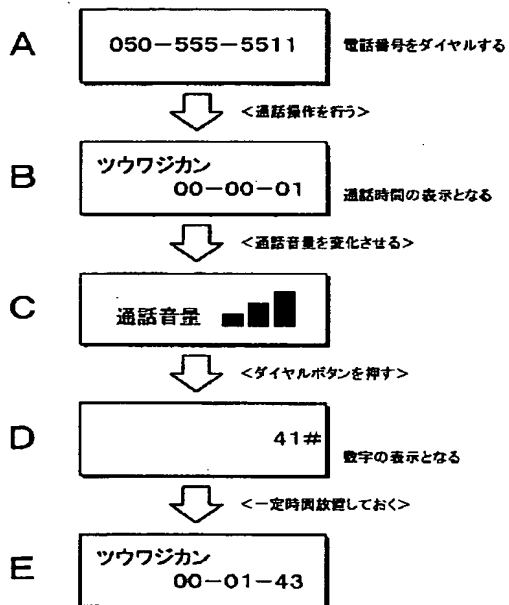 A
050-555-5511
電話番号をダイヤルする
<通話操作を行う>
B
ツウワジカン
00-00-01
通話時間の表示となる
<通話音量を変化させる>
C
通話音量
<ダイヤルボタンを押す>
D
41#
数字の表示となる
<一定時間放置しておく>
E
ツウワジカン
00-01-43